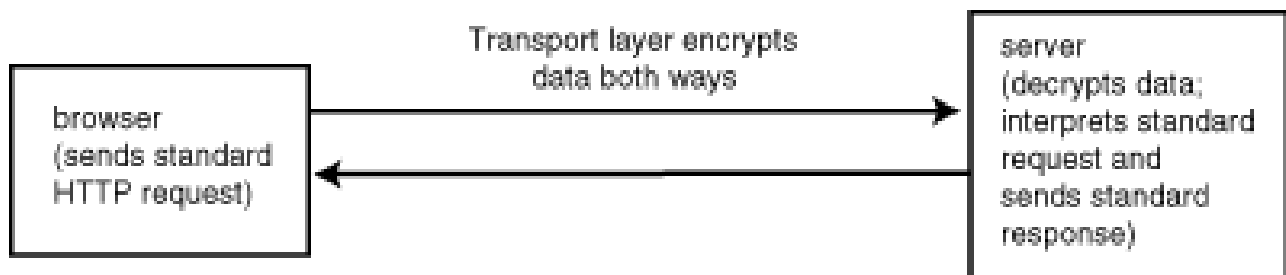 Transport layer encrypts
data both ways
browser
(sends standard
HTTP request)
server
(decrypts data;
interprets standard
request and
sends standard
response)